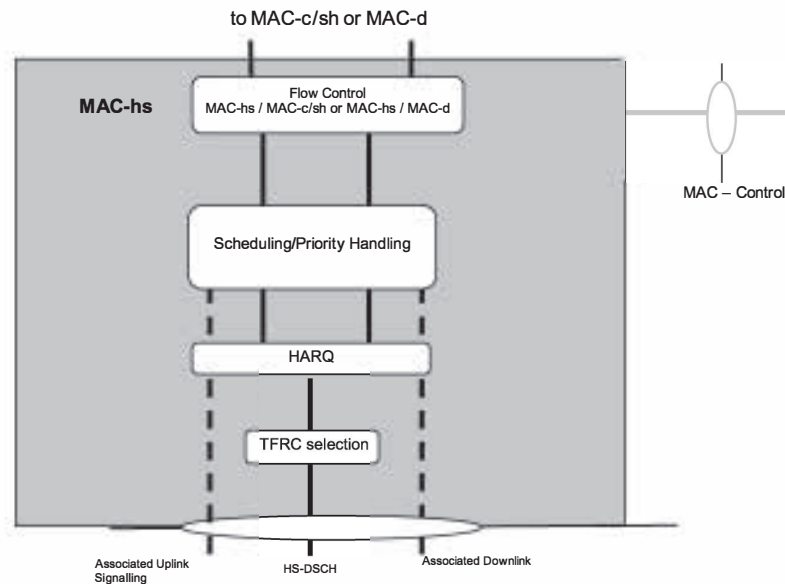 to MAC-c/sh or MAC-d
MAC-hs
Flow Control
MAC-hs / MAC-c/sh or MAC-hs / MAC-d
MAC – Control
Scheduling/Priority Handling
HARQ
TFRC selection
Associated Uplink
Signalling
HS-DSCH
Associated Downlink